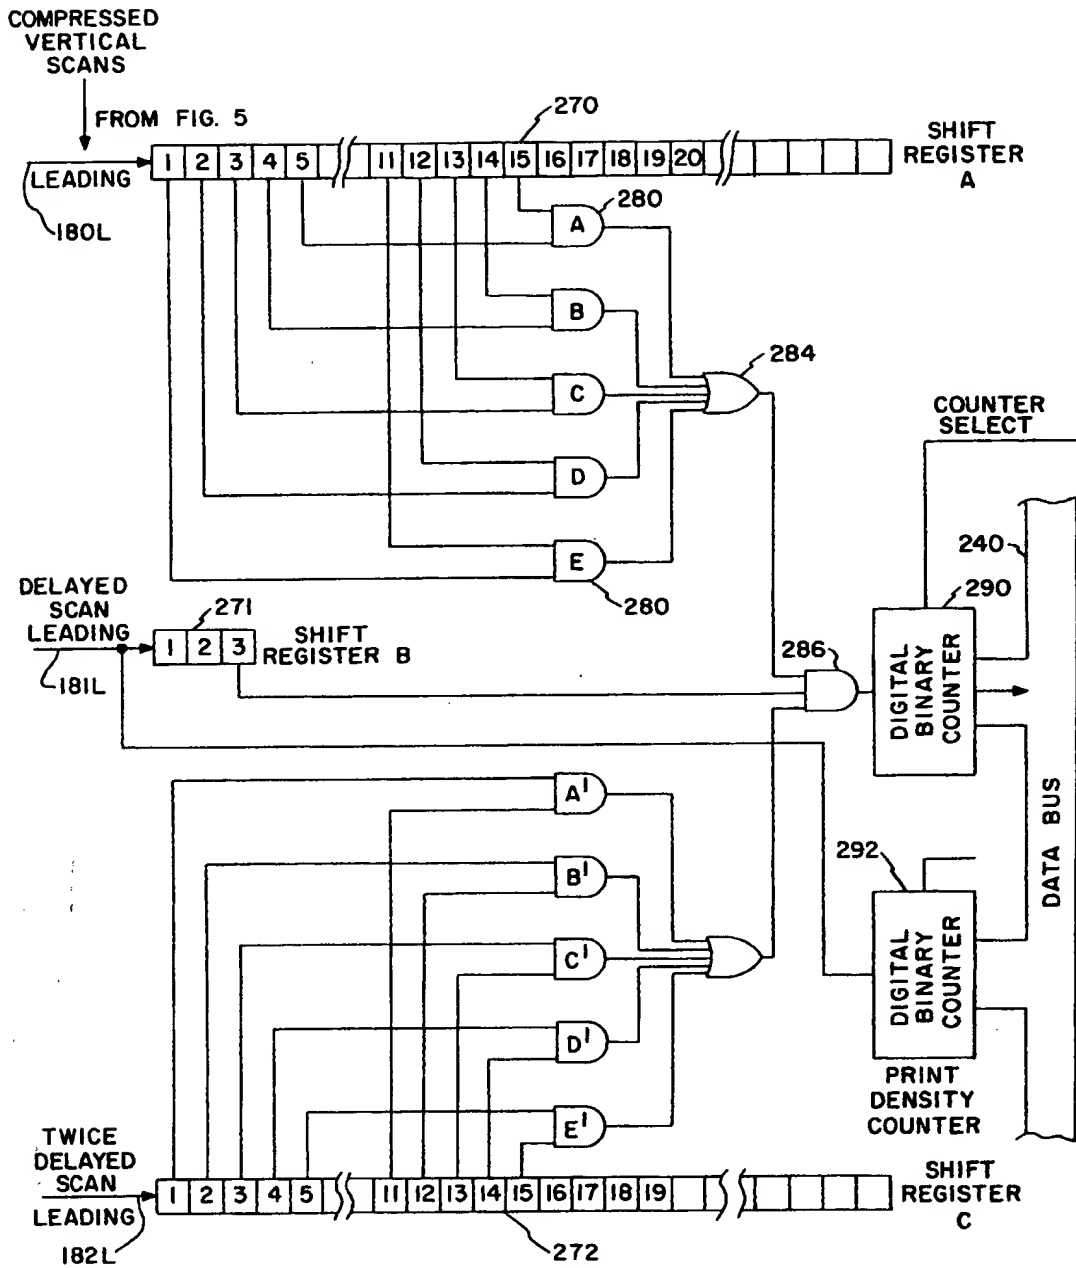 COMPRESSED
VERTICAL
SCANS
FROM FIG. 5
270
SHIFT
REGISTER
A
1 2 3 4 5 11 12 13 14 15 16 17 18 19 20
LEADING
180L
280
A
B
284
C
COUNTER
SELECT
D
240
E
290
280
DELAYED
SCAN
LEADING
271
1 2 3
SHIFT
REGISTER B
181L
286
DIGITAL
BINARY
COUNTER
A'
DATA BUS
292
B'
C'
DIGITAL
BINARY
COUNTER
D'
PRINT
DENSITY
COUNTER
E'
TWICE
DELAYED
SCAN
LEADING
1 2 3 4 5 11 12 13 14 15 16 17 18 19
SHIFT
REGISTER
C
182L
272